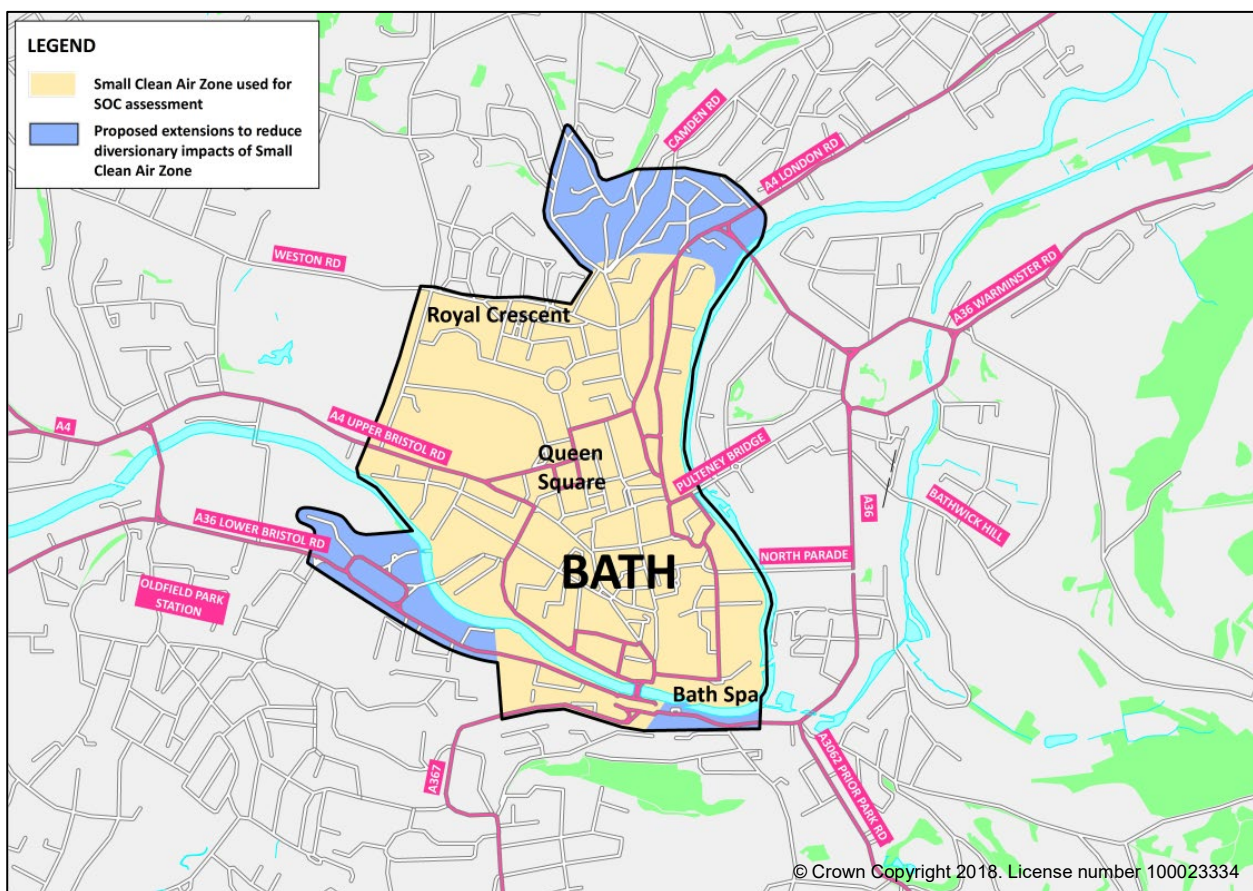 LEGEND
Small Clean Air Zone used for
SOC assessment
Proposed extensions to reduce
diversionary impacts of Small
Clean Air Zone
CAMDEN RD
A4 LONDON RD
WESTON RD
A36 WARMINSTER RD
Royal Crescent
A4
A4 UPPER BRISTOL RD
Queen
Square
PULTENEY BRIDGE
A36
BATHWICK HILL
A36 LOWER BRISTOL RD
NORTH PARADE
BATH
OLDFIELD PARK
STATION
Bath Spa
A367
A3062 PRIOR PARK RD
© Crown Copyright 2018. License number 100023334